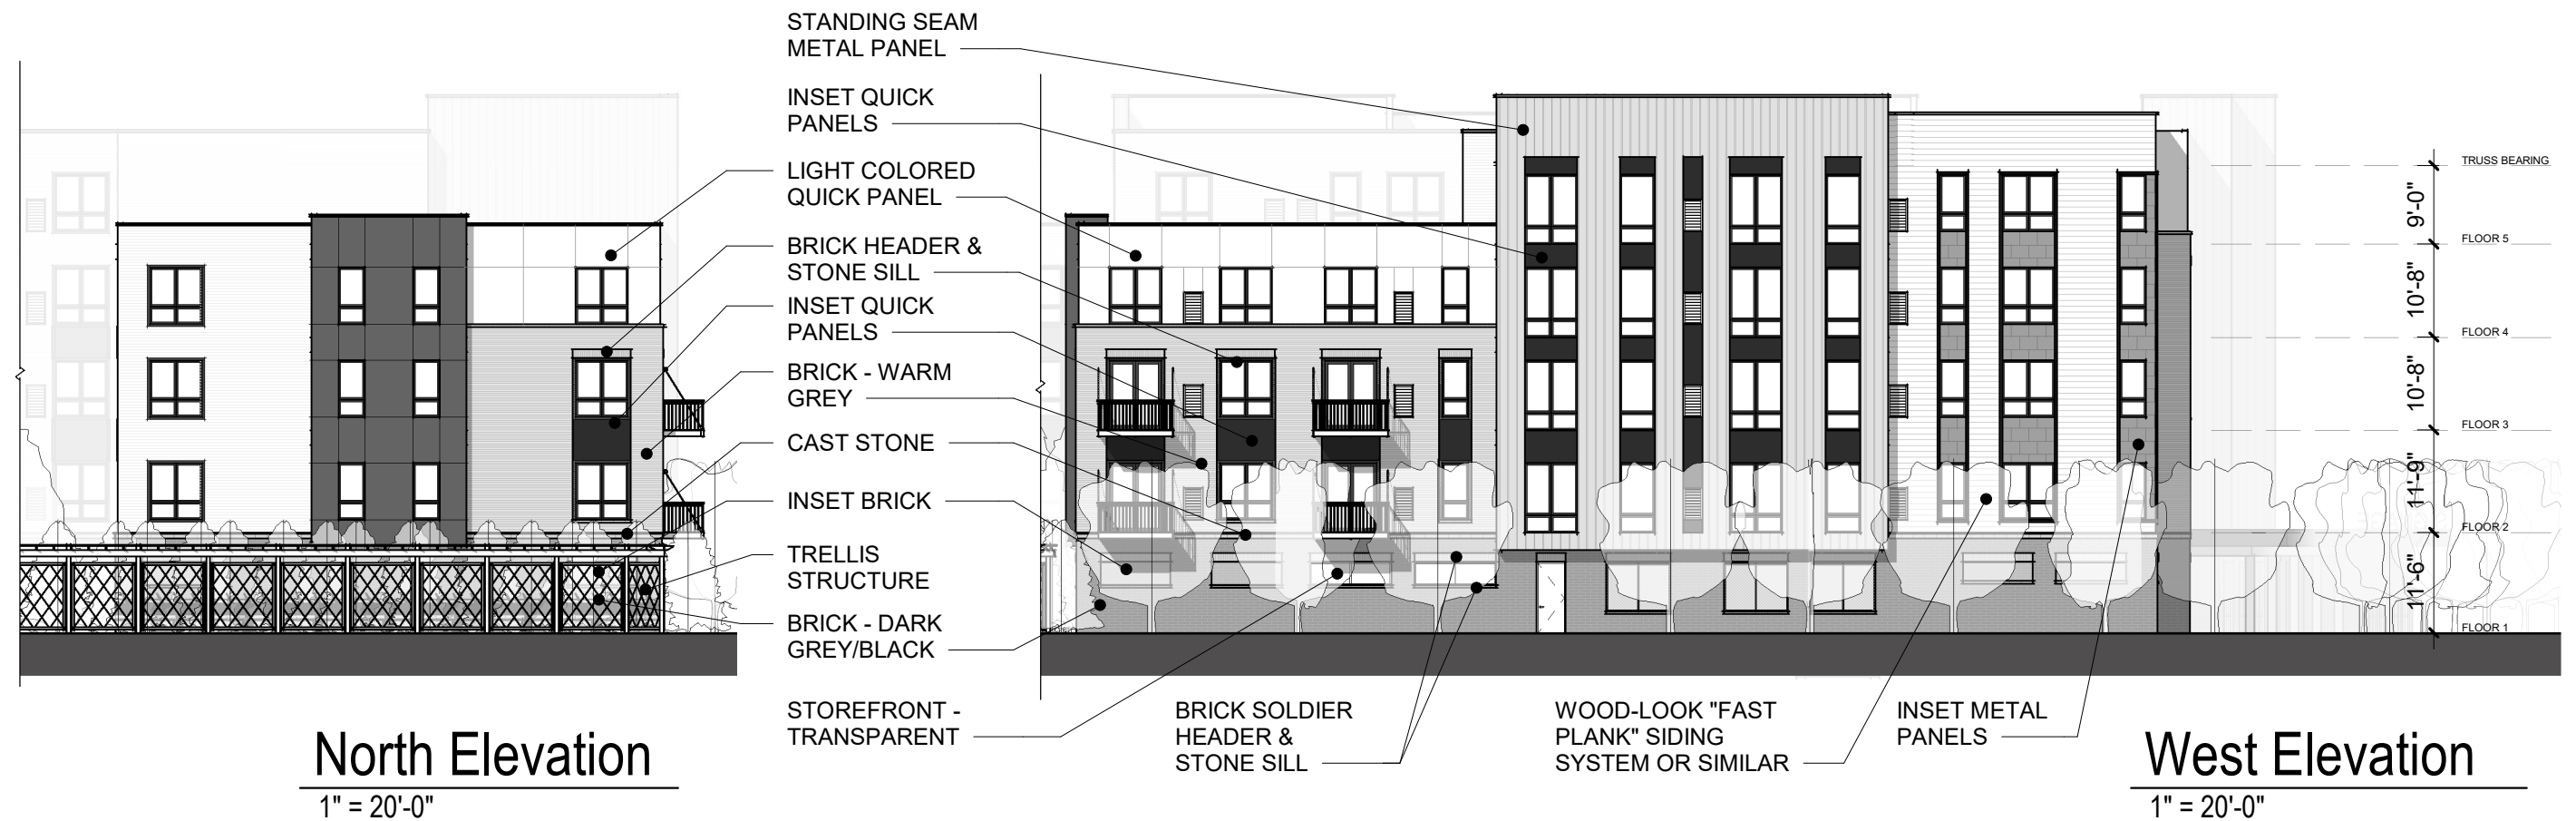 STANDING SEAM
METAL PANEL
INSET QUICK
PANELS
LIGHT COLORED
QUICK PANEL
BRICK HEADER &
STONE SILL
INSET QUICK
PANELS
BRICK - WARM
GREY
CAST STONE
INSET BRICK
TRELLIS
STRUCTURE
BRICK - DARK
GREY/BLACK
STOREFRONT -
TRANSPARENT
BRICK SOLDIER
HEADER &
STONE SILL
WOOD-LOOK "FAST
PLANK" SIDING
SYSTEM OR SIMILAR
INSET METAL
PANELS
TRUSS BEARING
9'-0"
FLOOR 5
10'-8"
FLOOR 4
10'-8"
FLOOR 3
11'-9"
FLOOR 2
11'-6"
FLOOR 1
North Elevation
1" = 20'-0"
West Elevation
1" = 20'-0"